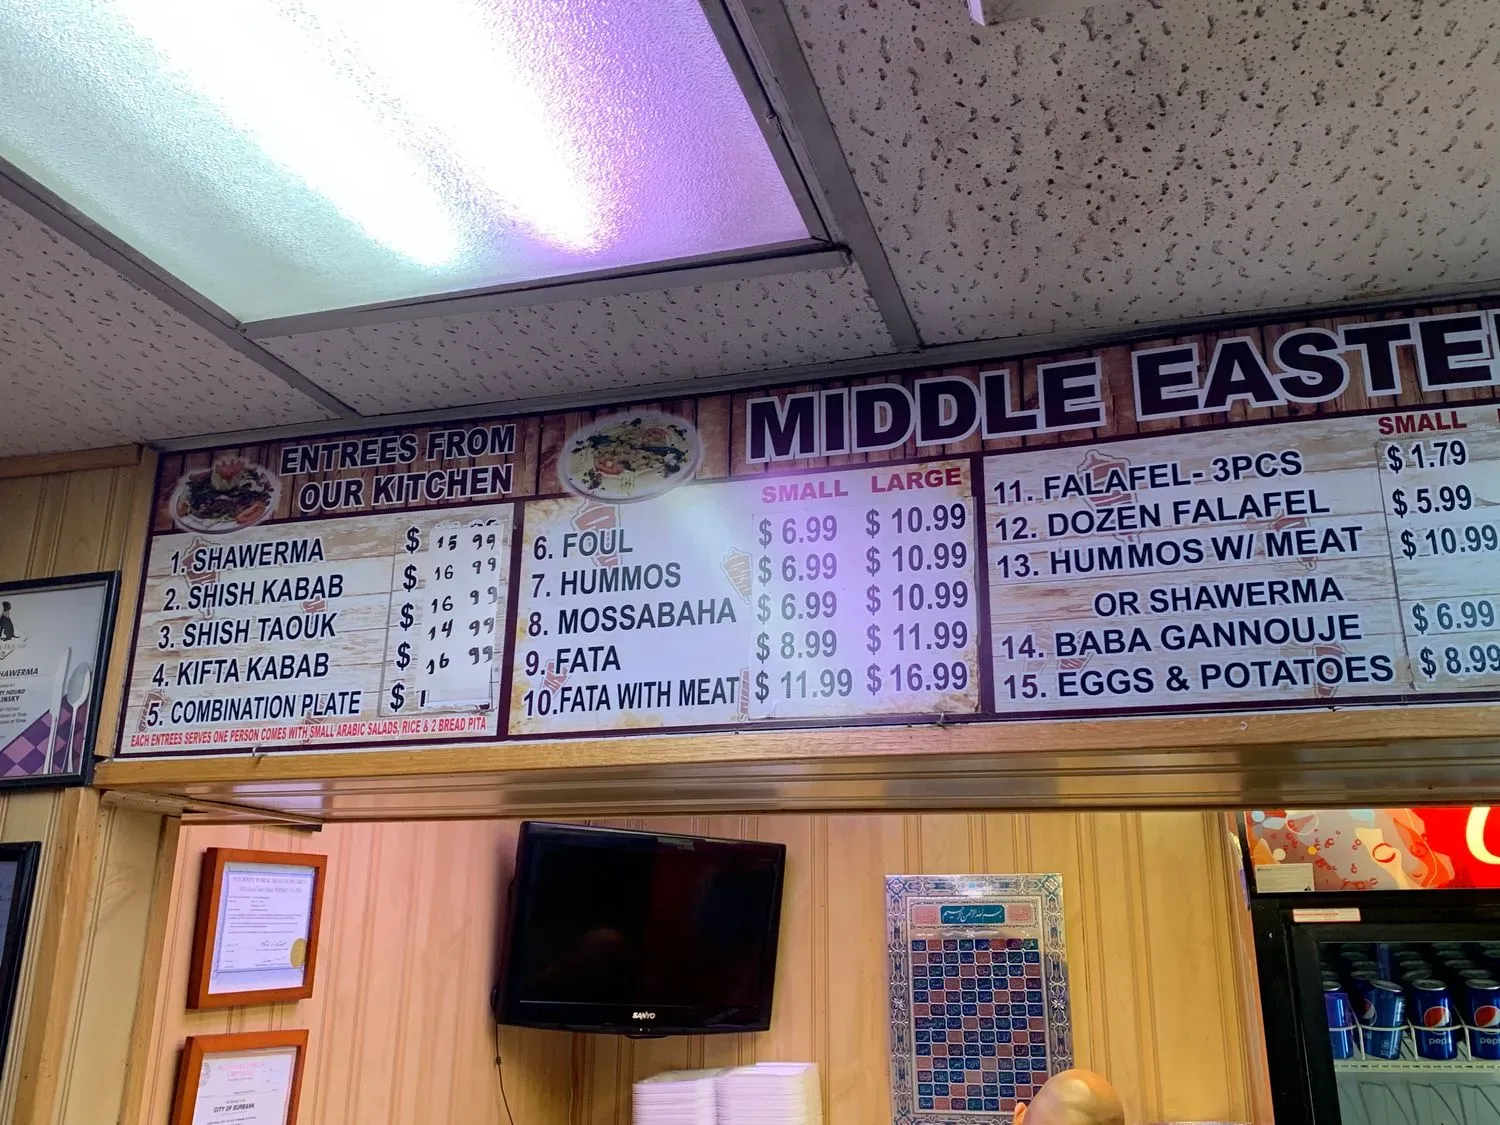 MIDDLE EASTE
ENTREES FROM
OUR KITCHEN
1. SHAWERMA $ 15 99
2. SHISH KABAB $ 16 99
3. SHISH TAOUK $ 16 99
4. KIFTA KABAB $ 14 99
5. COMBINATION PLATE $ 16 99
EACH ENTREES SERVES ONE PERSON COMES WITH SMALL ARABIC SALADS, RICE & 2 BREAD PITA
SMALL LARGE
6. FOUL $ 6.99 $ 10.99
7. HUMMOS $ 6.99 $ 10.99
8. MOSSABAHA $ 6.99 $ 10.99
9. FATA $ 8.99 $ 11.99
10. FATA WITH MEAT $ 11.99 $ 16.99
SMALL
11. FALAFEL- 3PCS $ 1.79
12. DOZEN FALAFEL $ 5.99
13. HUMMOS W/ MEAT $ 10.99
OR SHAWERMA
14. BABA GANNOUJE $ 6.99
15. EGGS & POTATOES $ 8.99
HAWERMA
SANYO
CITY OF BURBANK
pepsi